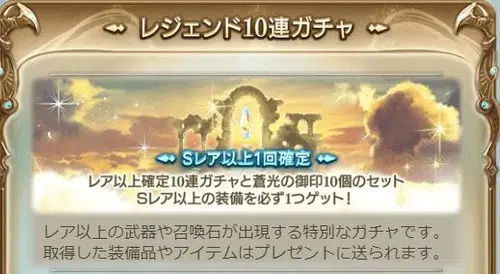 レジェンド10連ガチャ
Sレア以上1回確定
レア以上確定10連ガチャと蒼光の御印10個のセット
Sレア以上の装備を必ず1つゲット！
レア以上の武器や召喚石が出現する特別なガチャです。
取得した装備品やアイテムはプレゼントに送られます。